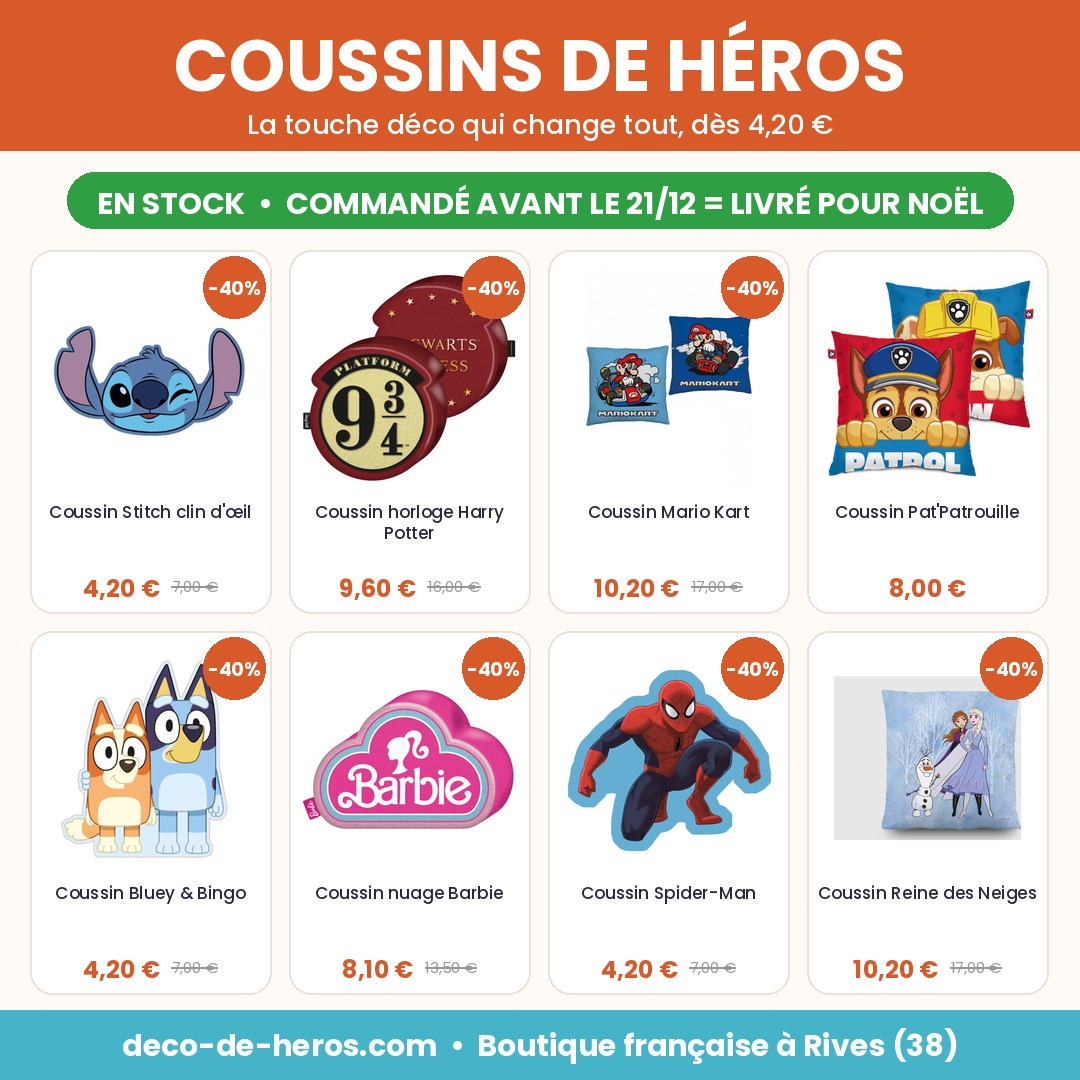 COUSSINS DE HÉROS
La touche déco qui change tout, dès 4,20 €
EN STOCK • COMMANDÉ AVANT LE 21/12 = LIVRÉ POUR NOËL
-40%
Coussin Stitch clin d'œil
4,20 € 7,00 €
-40%
PLATFORM
9 3/4
Coussin horloge Harry
Potter
9,60 € 16,00 €
-40%
MARIOKART
MARIOKART
Coussin Mario Kart
10,20 € 17,00 €
PATROL
Coussin Pat'Patrouille
8,00 €
-40%
Coussin Bluey & Bingo
4,20 € 7,00 €
-40%
Barbie
Coussin nuage Barbie
8,10 € 13,50 €
-40%
Coussin Spider-Man
4,20 € 7,00 €
-40%
Coussin Reine des Neiges
10,20 € 17,00 €
deco-de-heros.com • Boutique française à Rives (38)